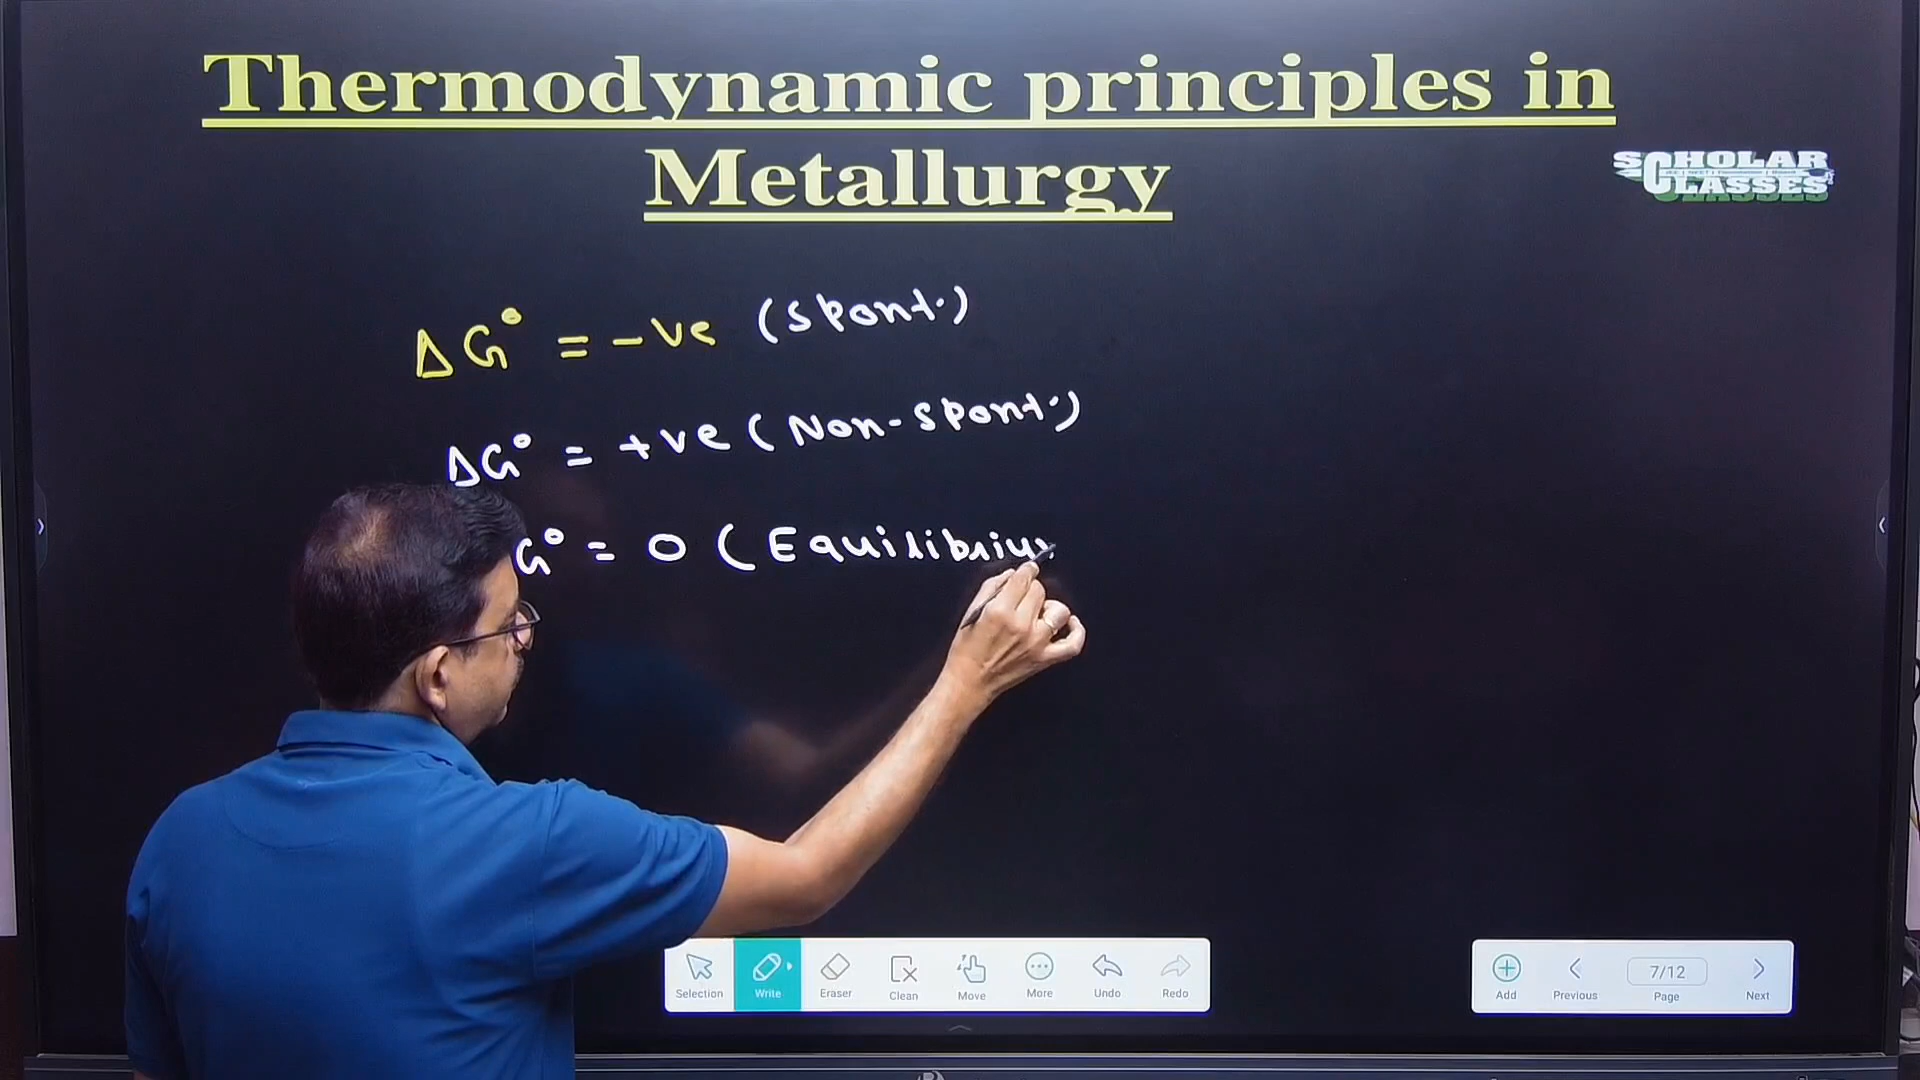 Thermodynamic principles in
Metallurgy
SCHOLAR
CLASSES
ΔG° = -ve (Spont.)
ΔG° = +ve (Non-Spont.)
G° = 0 (Equilibriu
Selection
Write
Eraser
Clean
Move
More
Undo
Redo
Add
Previous
7/12
Page
Next